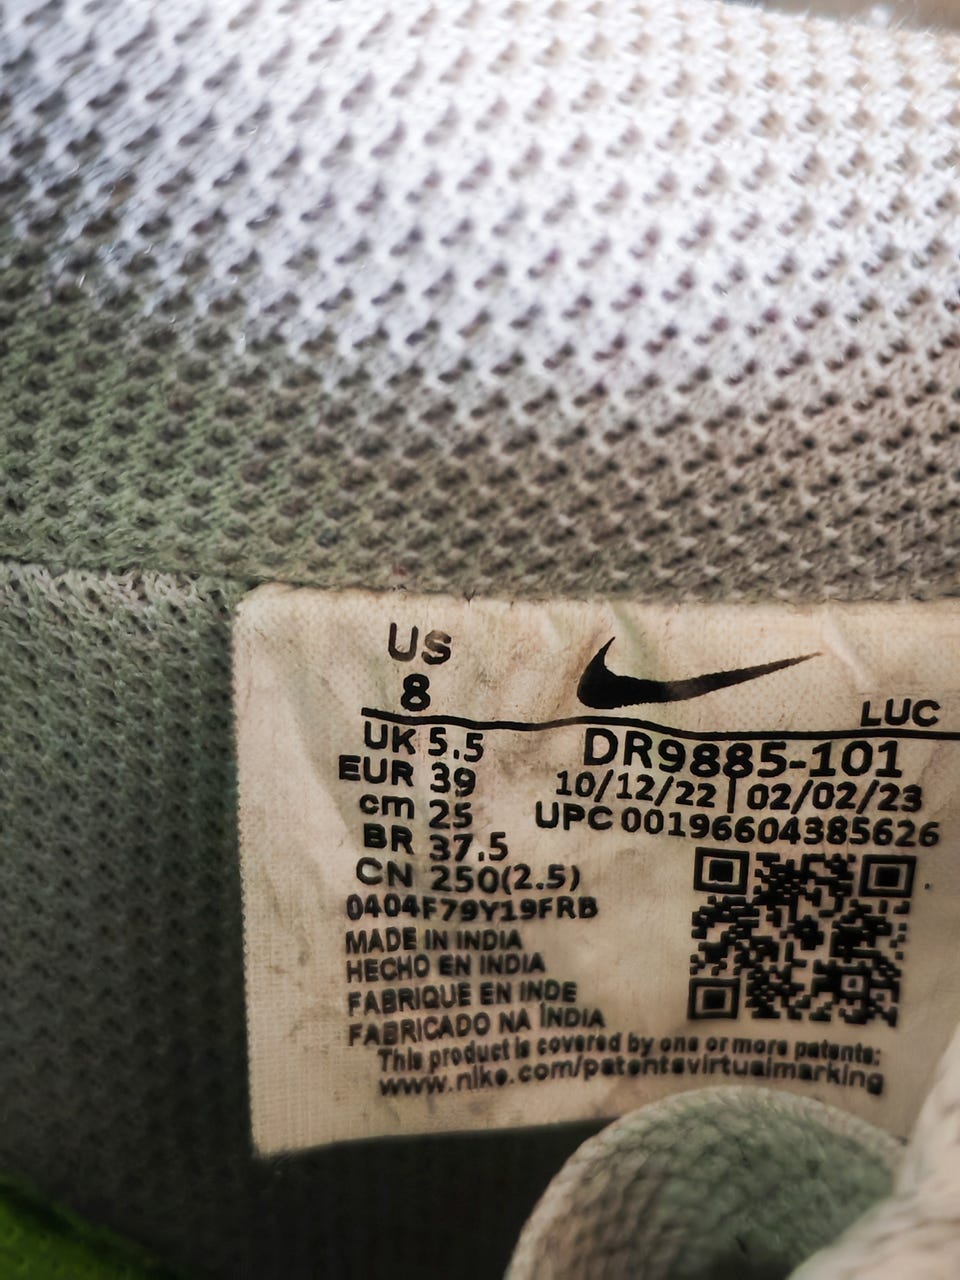 US
8
LUC
UK 5.5
EUR 39
cm 25
BR 37.5
CN 250(2.5)
0404F79Y19FRB
MADE IN INDIA
HECHO EN INDIA
FABRIQUE EN INDE
FABRICADO NA ÍNDIA
DR9885-101
10/12/22 | 02/02/23
UPC 00196604385626
This product is covered by one or more patents:
www.nike.com/patentsvirtualmarking